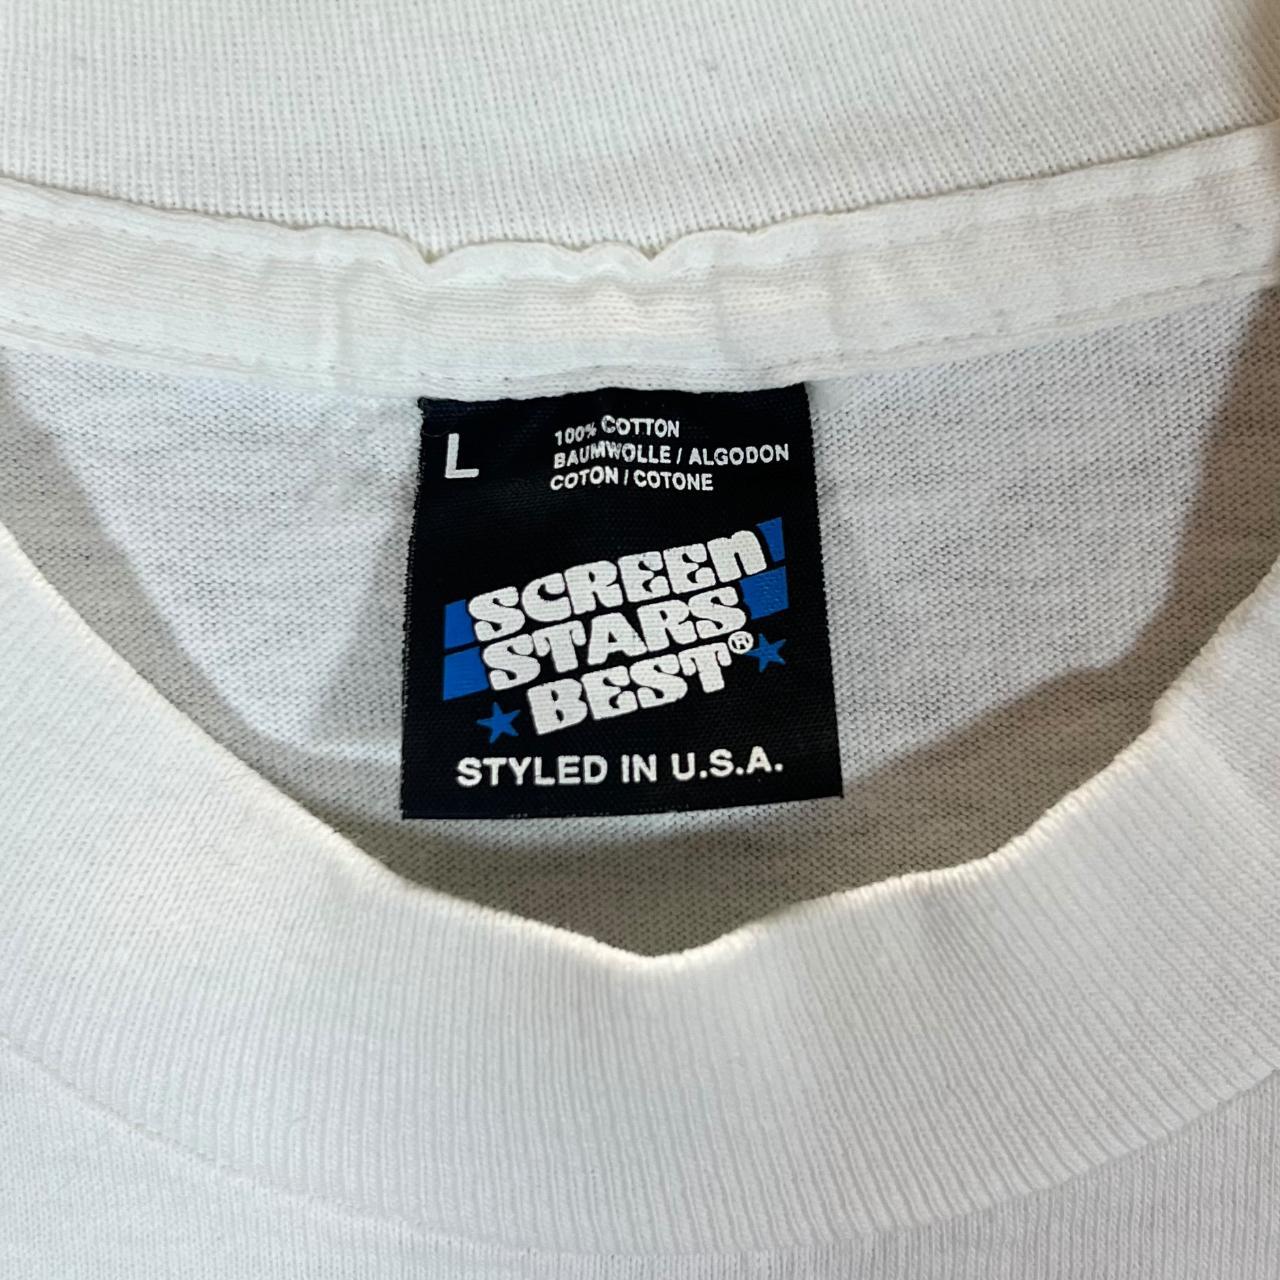 L
100% COTTON
BAUMWOLLE / ALGODON
COTON / COTONE
SCREEN
STARS
BEST®
STYLED IN U.S.A.